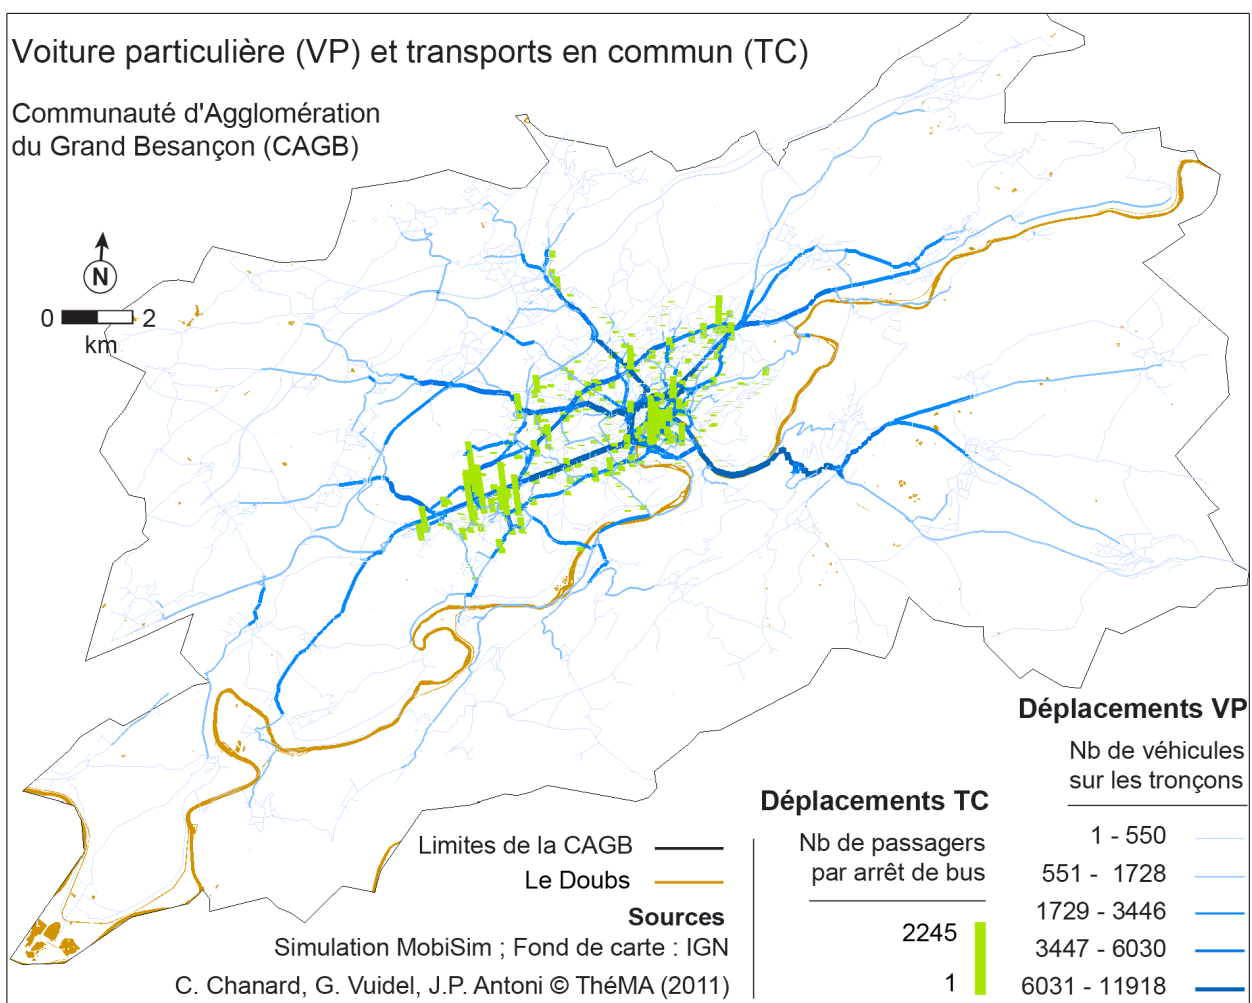 Voiture particulière (VP) et transports en commun (TC)
Communauté d'Agglomération
du Grand Besançon (CAGB)
N
0 2
km
Limites de la CAGB
Le Doubs
Sources
Simulation MobiSim ; Fond de carte : IGN
C. Chanard, G. Vuidel, J.P. Antoni © ThéMA (2011)
Déplacements TC
Nb de passagers
par arrêt de bus
2245
1
Déplacements VP
Nb de véhicules
sur les tronçons
1 - 550
551 - 1728
1729 - 3446
3447 - 6030
6031 - 11918